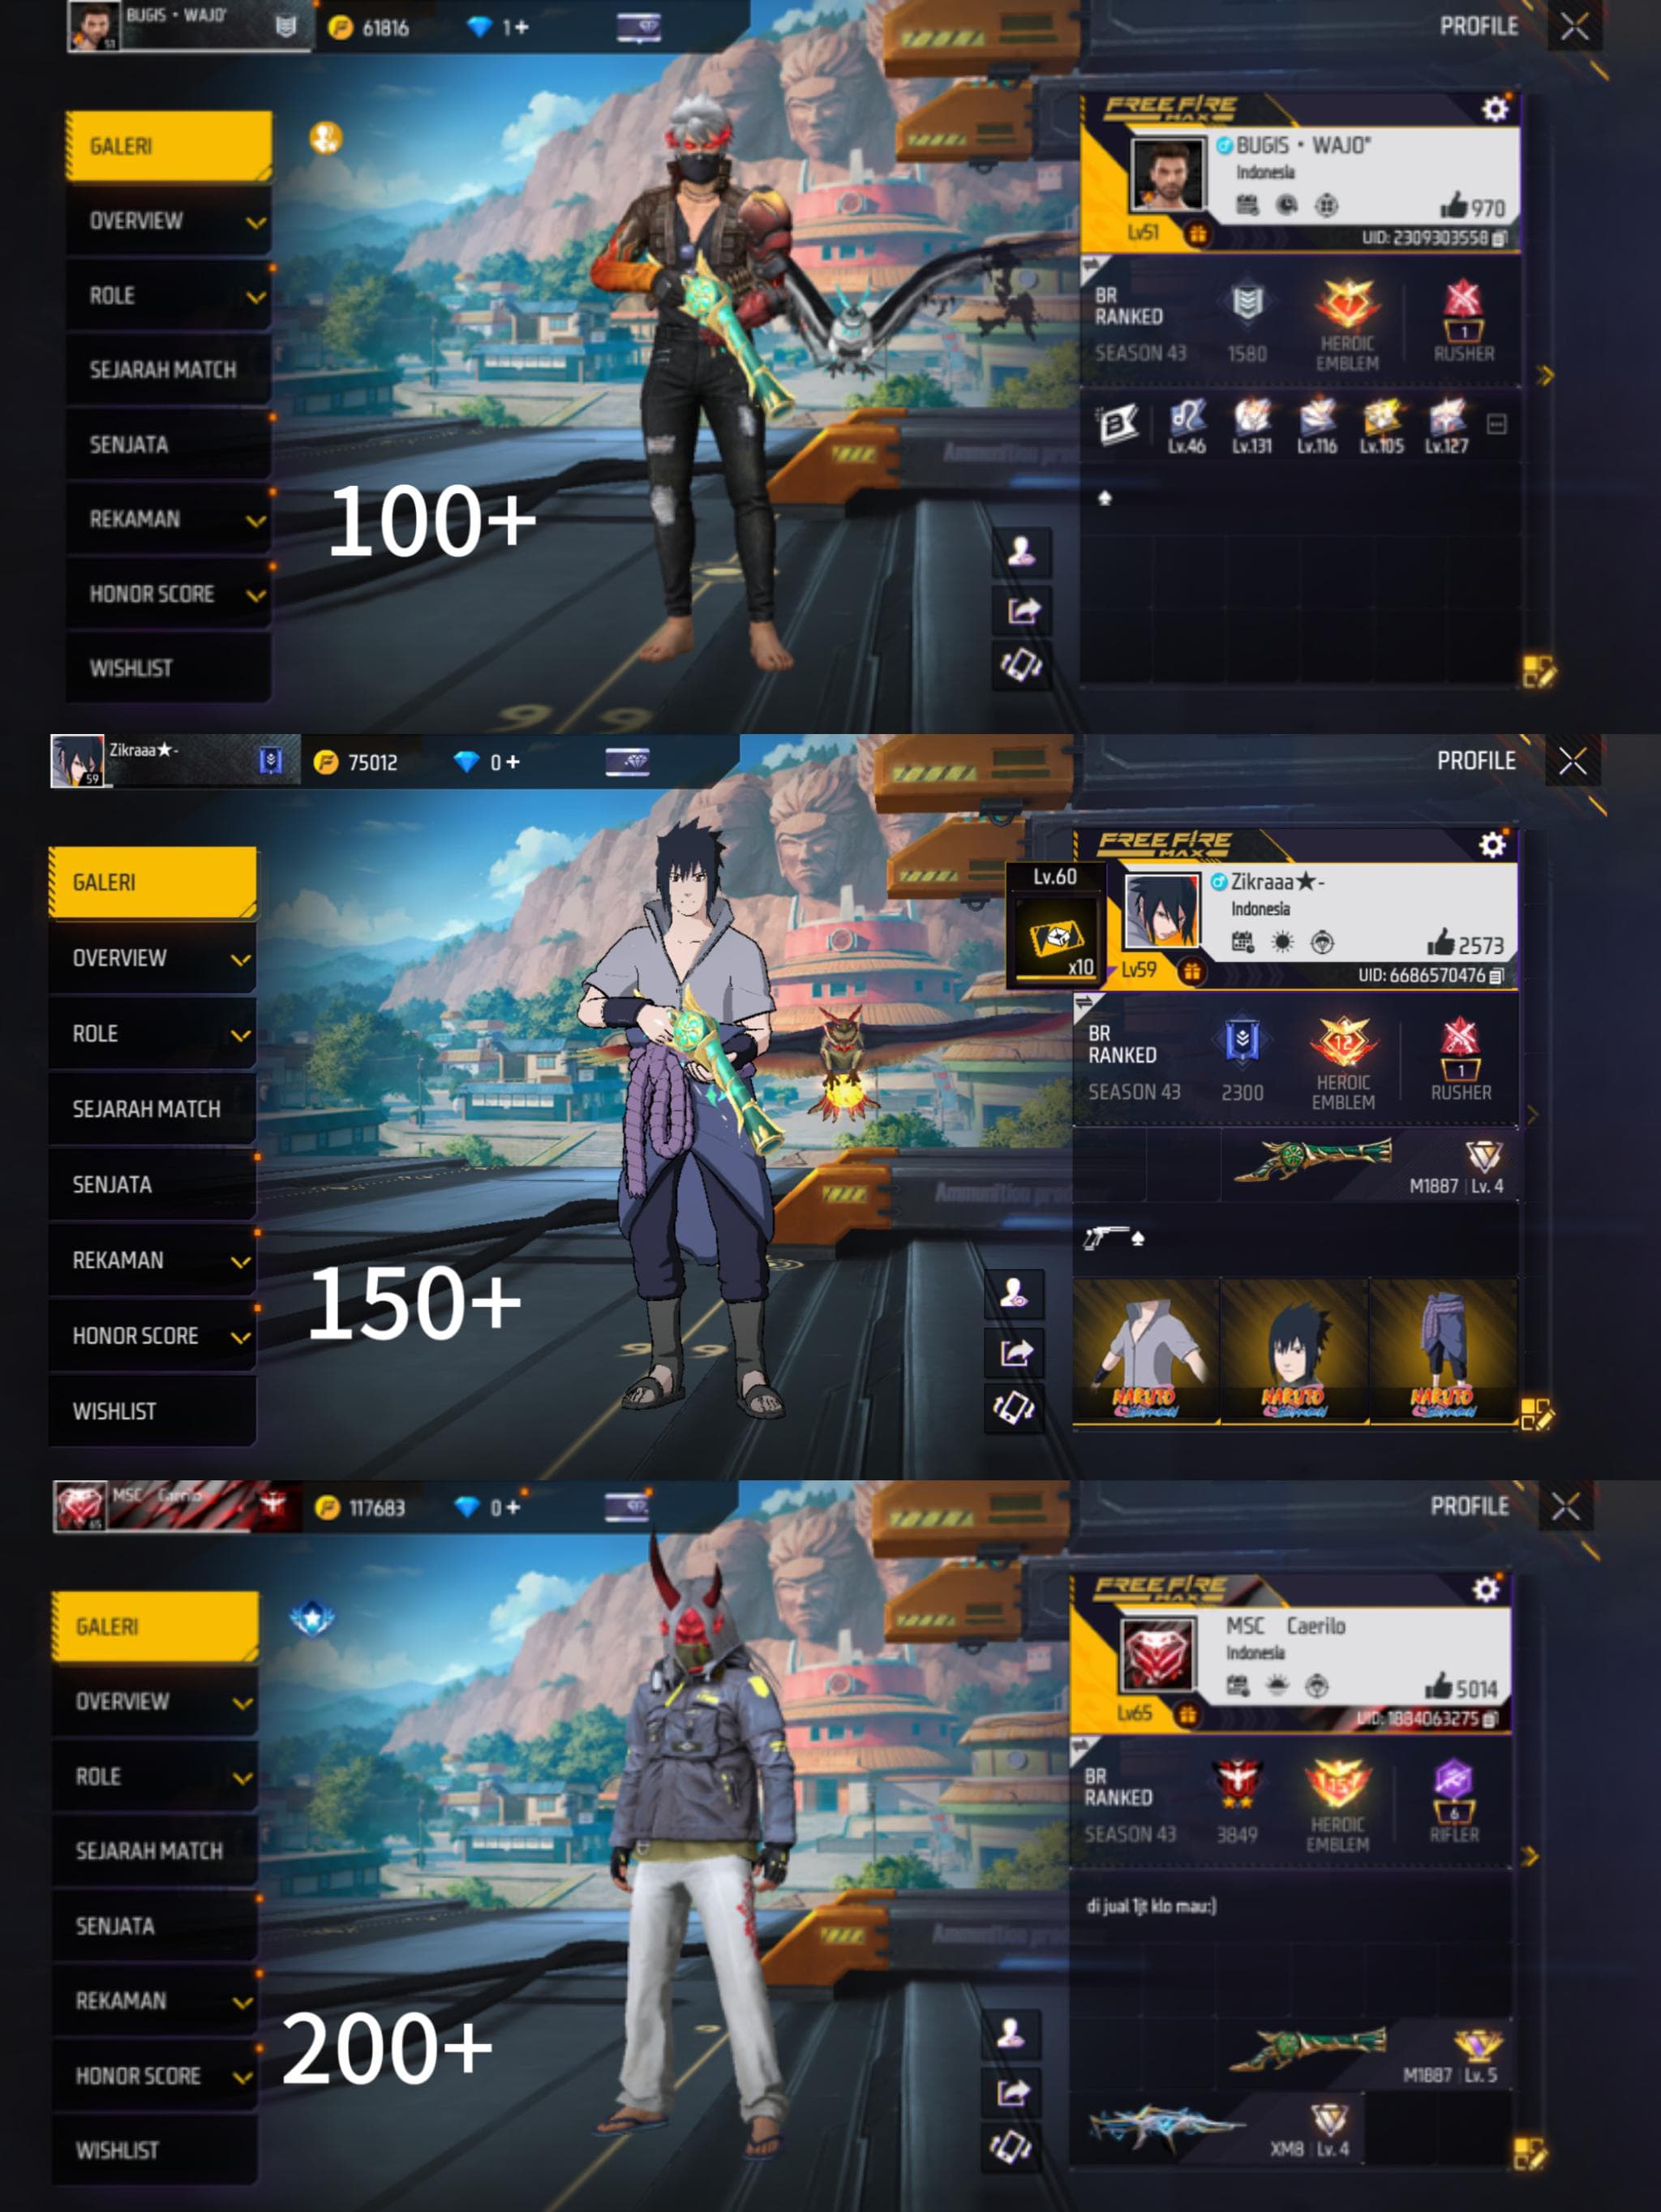 BUGIS • WAJO'
51
61816
1+
PROFILE
GALERI
OVERVIEW
ROLE
SEJARAH MATCH
SENJATA
REKAMAN
HONOR SCORE
WISHLIST
100+
FREE FIRE
MAX
BUGIS • WAJO"
Indonesia
970
Lv51
UID: 2309303558
BR
RANKED
SEASON 43
1580
7
HEROIC
EMBLEM
1
RUSHER
Lv.46
Lv.131
Lv.116
Lv.105
Lv.127
Zikraaa★-
59
75012
0+
PROFILE
GALERI
OVERVIEW
ROLE
SEJARAH MATCH
SENJATA
REKAMAN
HONOR SCORE
WISHLIST
150+
Lv.60
x10
FREE FIRE
MAX
Zikraaa★-
Indonesia
2573
Lv59
UID: 6686570476
BR
RANKED
SEASON 43
2300
12
HEROIC
EMBLEM
1
RUSHER
M1887 Lv. 4
NARUTO
NARUTO
NARUTO
MSC Caerilo
65
117683
0+
PROFILE
GALERI
OVERVIEW
ROLE
SEJARAH MATCH
SENJATA
REKAMAN
HONOR SCORE
WISHLIST
200+
FREE FIRE
MAX
MSC Caerilo
Indonesia
5014
Lv65
UID: 1884063275
BR
RANKED
SEASON 43
3849
15
HEROIC
EMBLEM
6
RIFLER
di jual 1jt klo mau:)
M1887 Lv. 5
XM8 Lv. 4